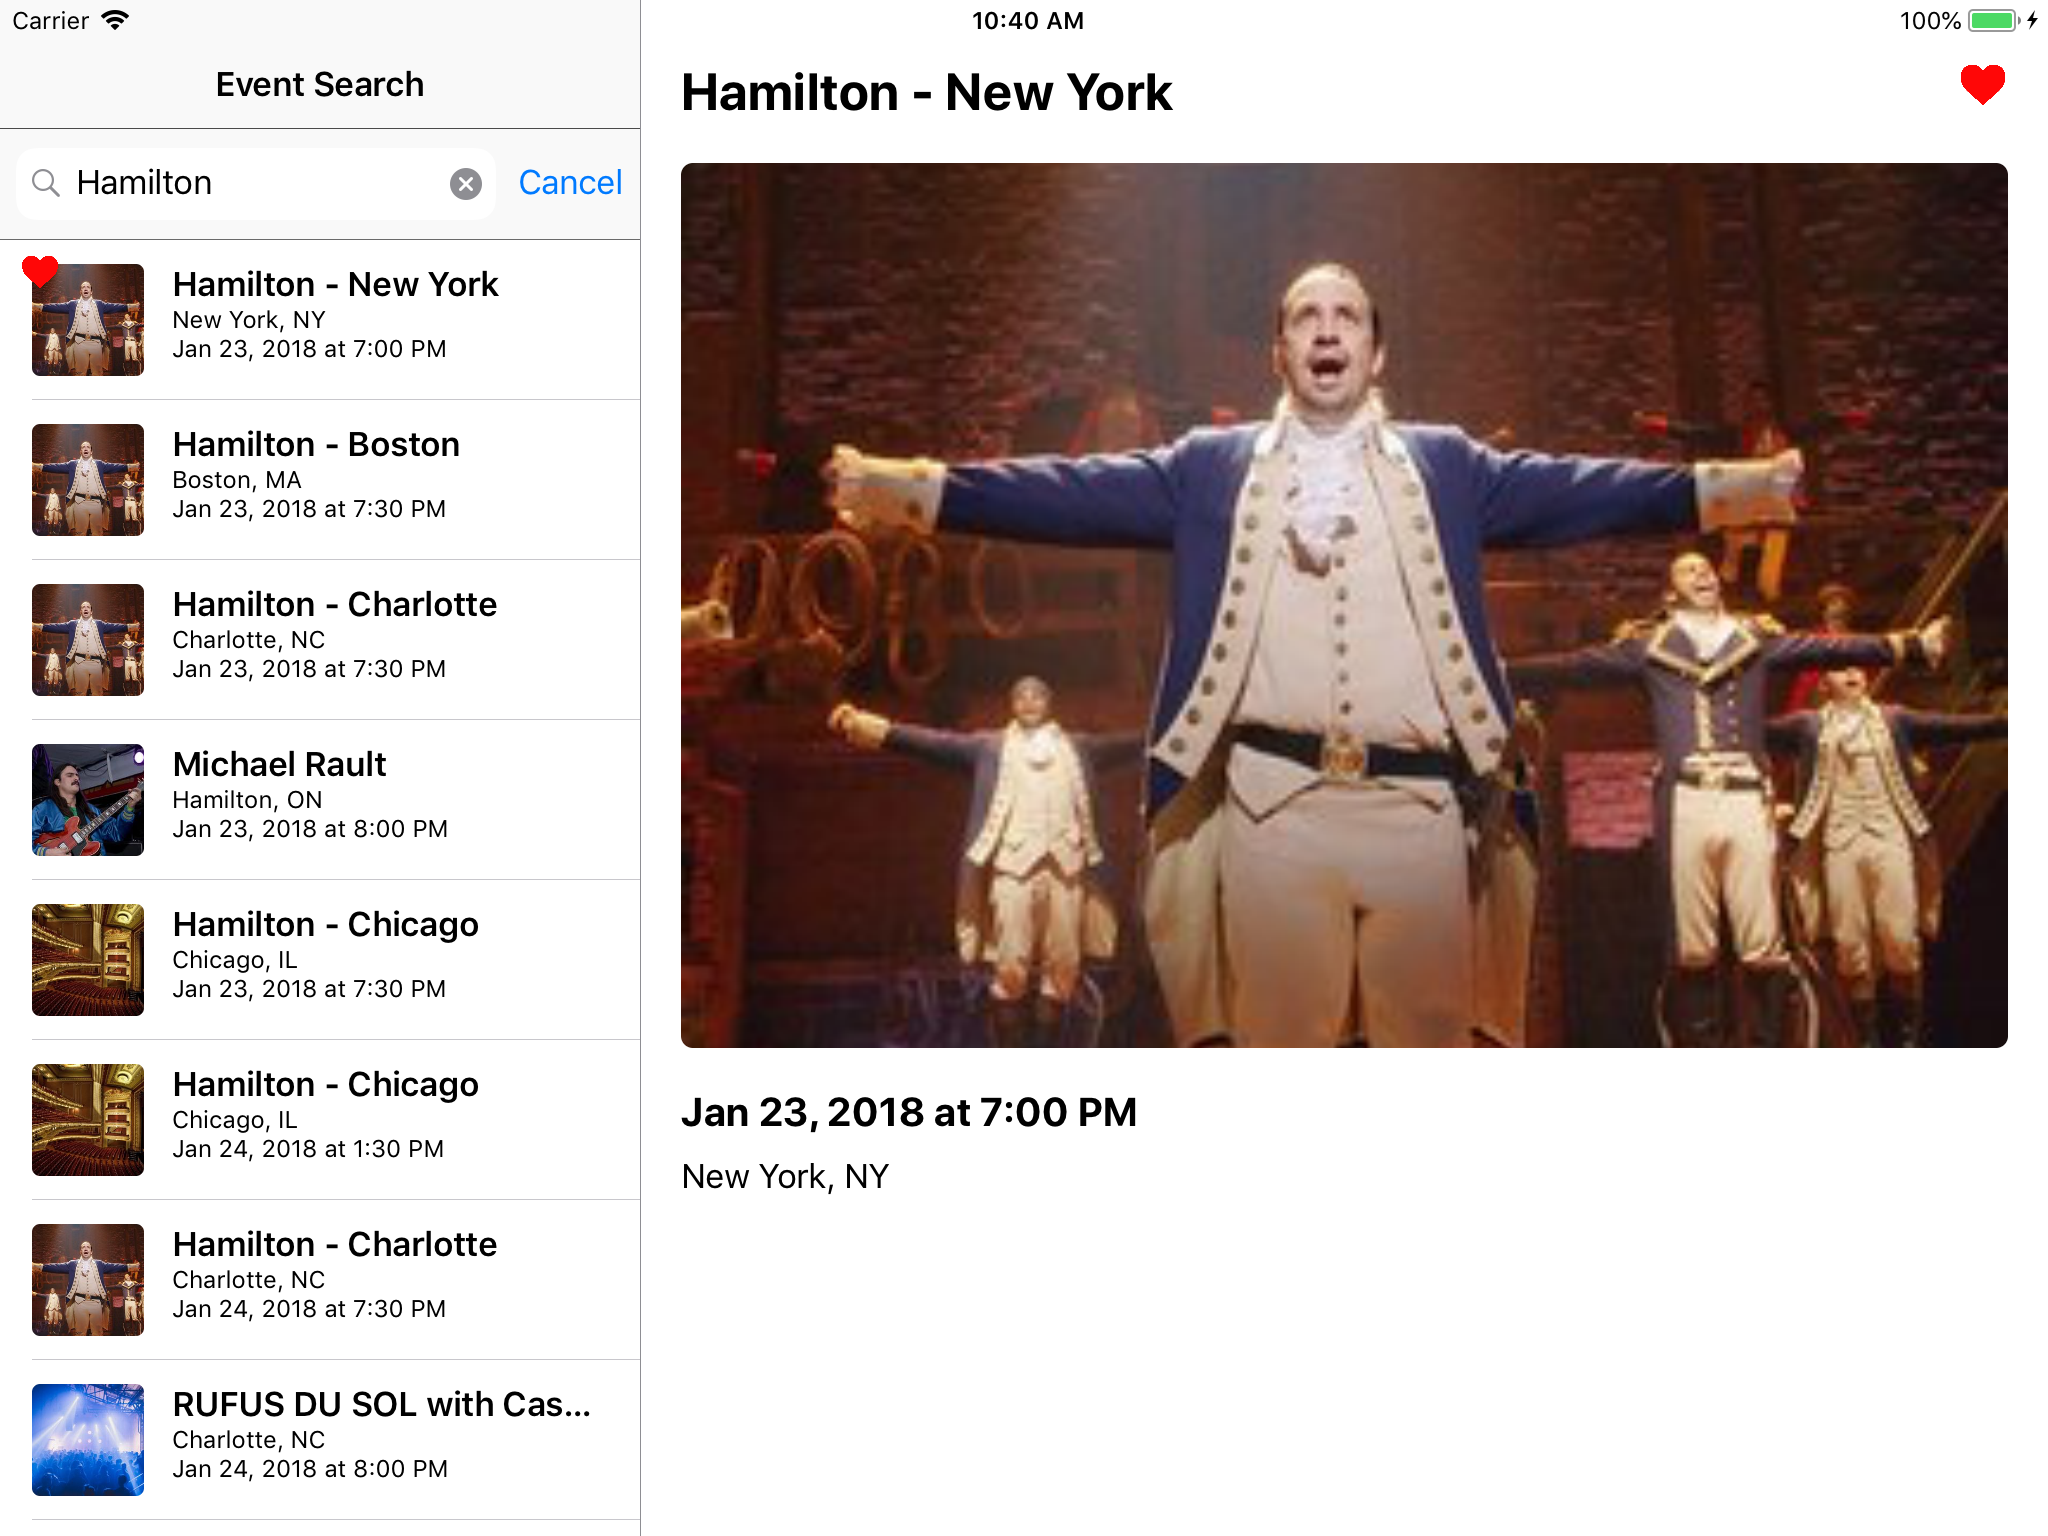 Carrier
10:40 AM
100%
Event Search
Hamilton
Cancel
Hamilton - New York
New York, NY
Jan 23, 2018 at 7:00 PM
Hamilton - Boston
Boston, MA
Jan 23, 2018 at 7:30 PM
Hamilton - Charlotte
Charlotte, NC
Jan 23, 2018 at 7:30 PM
Michael Rault
Hamilton, ON
Jan 23, 2018 at 8:00 PM
Hamilton - Chicago
Chicago, IL
Jan 23, 2018 at 7:30 PM
Hamilton - Chicago
Chicago, IL
Jan 24, 2018 at 1:30 PM
Hamilton - Charlotte
Charlotte, NC
Jan 24, 2018 at 7:30 PM
RUFUS DU SOL with Cas...
Charlotte, NC
Jan 24, 2018 at 8:00 PM
Hamilton - New York
Jan 23, 2018 at 7:00 PM
New York, NY